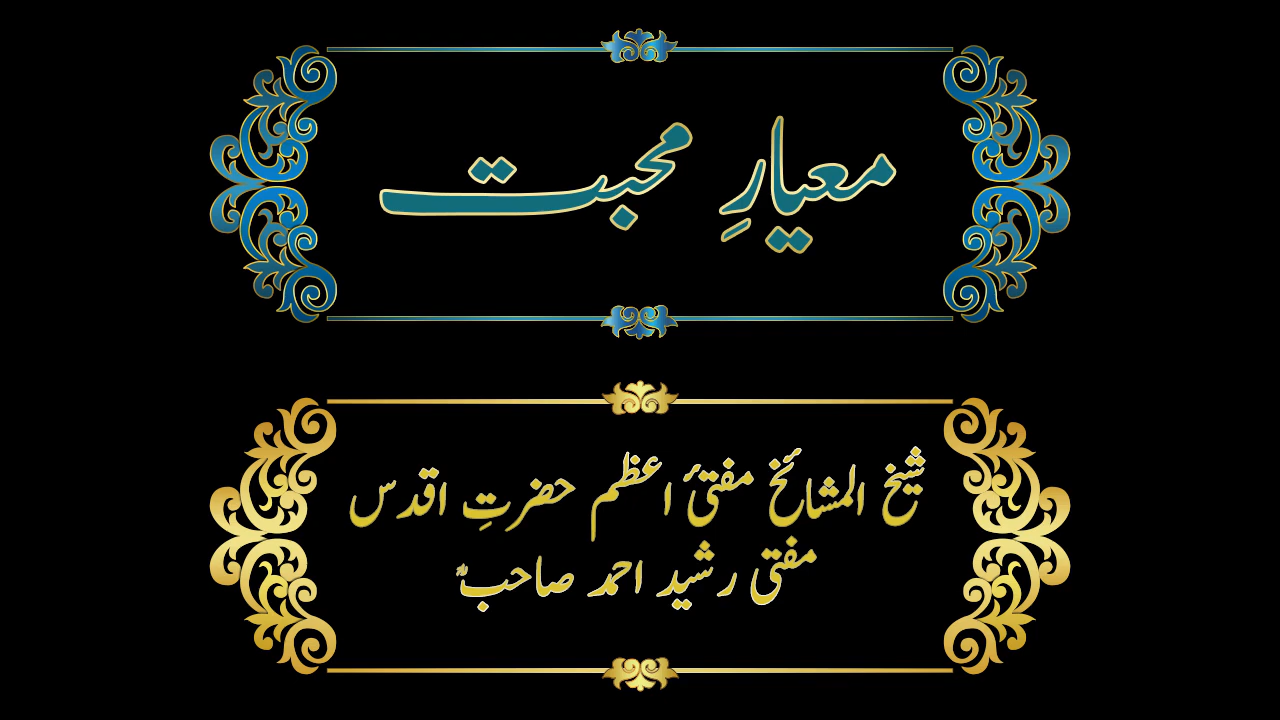 معیارِ محبت
شیخ المشائخ مفتیٔ اعظم حضرتِ اقدس
مفتی رشید احمد صاحبؒ